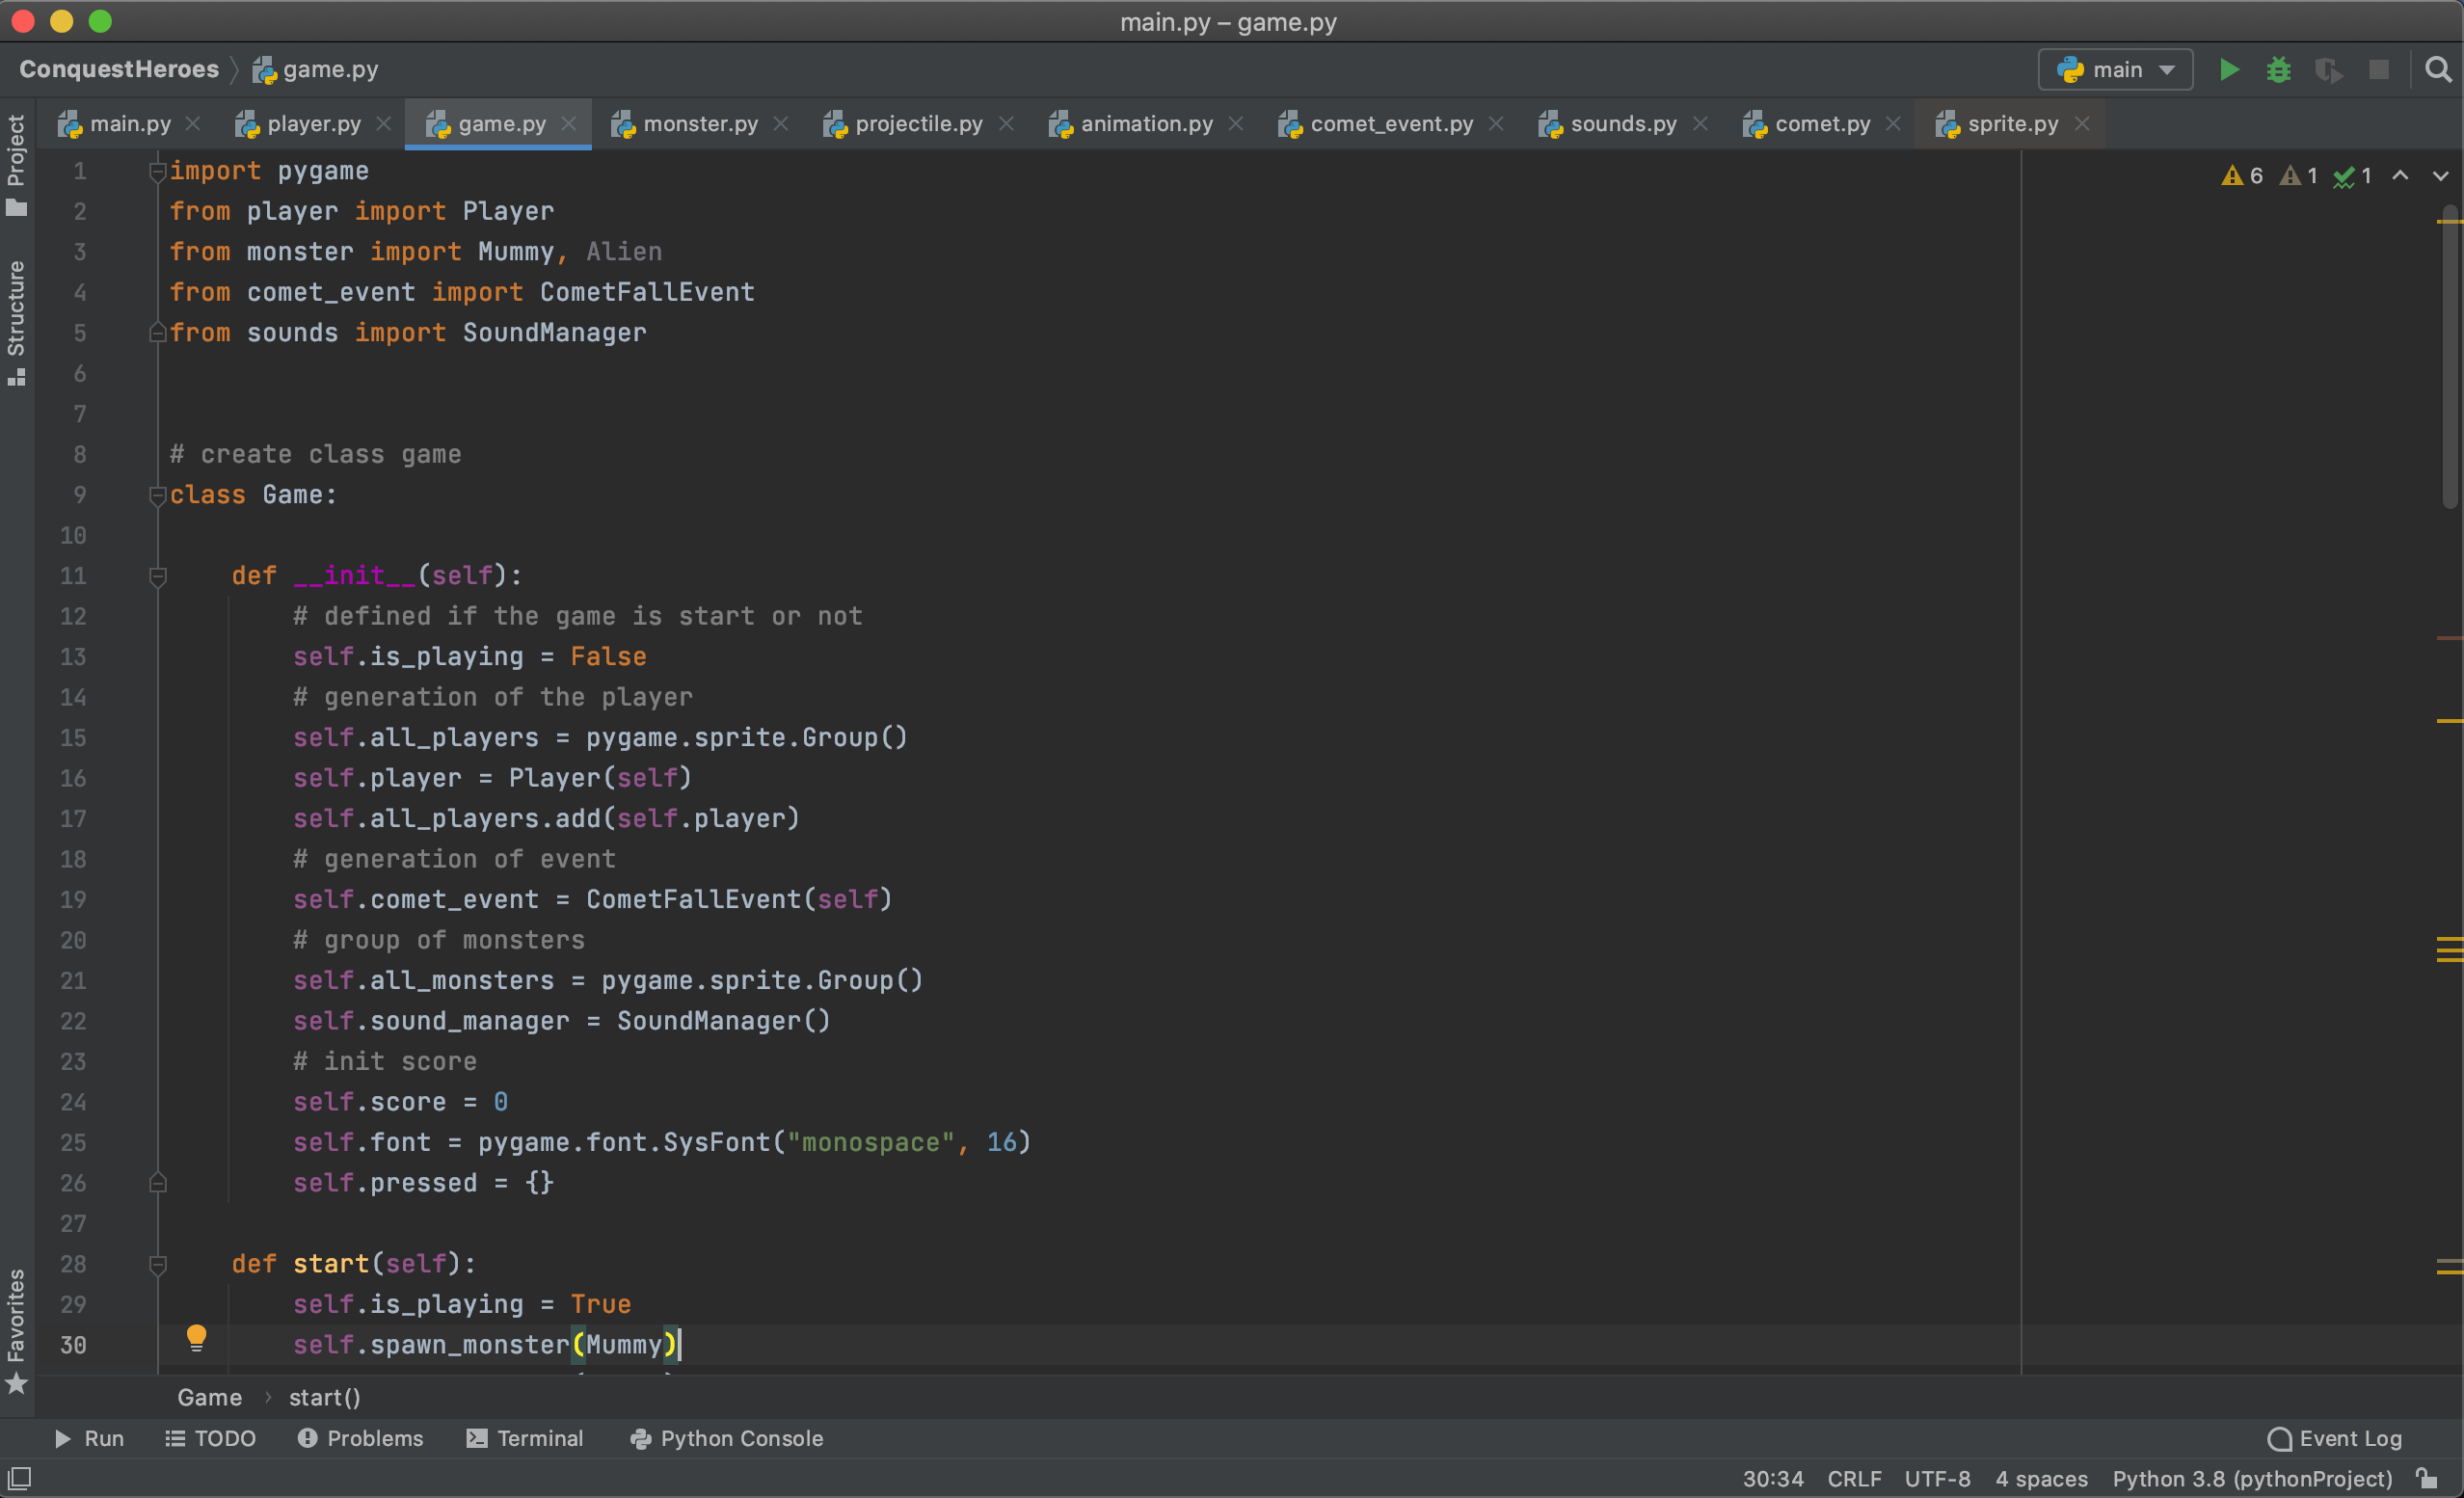 main.py – game.py
ConquestHeroes game.py main
main.py player.py game.py monster.py projectile.py animation.py comet_event.py sounds.py comet.py sprite.py
Project
Structure
Favorites
6 1 1
1 import pygame
2 from player import Player
3 from monster import Mummy, Alien
4 from comet_event import CometFallEvent
5 from sounds import SoundManager
6
7
8 # create class game
9 class Game:
10
11 def __init__(self):
12 # defined if the game is start or not
13 self.is_playing = False
14 # generation of the player
15 self.all_players = pygame.sprite.Group()
16 self.player = Player(self)
17 self.all_players.add(self.player)
18 # generation of event
19 self.comet_event = CometFallEvent(self)
20 # group of monsters
21 self.all_monsters = pygame.sprite.Group()
22 self.sound_manager = SoundManager()
23 # init score
24 self.score = 0
25 self.font = pygame.font.SysFont("monospace", 16)
26 self.pressed = {}
27
28 def start(self):
29 self.is_playing = True
30 self.spawn_monster(Mummy)
Game › start()
Run TODO Problems Terminal Python Console Event Log
30:34 CRLF UTF-8 4 spaces Python 3.8 (pythonProject)